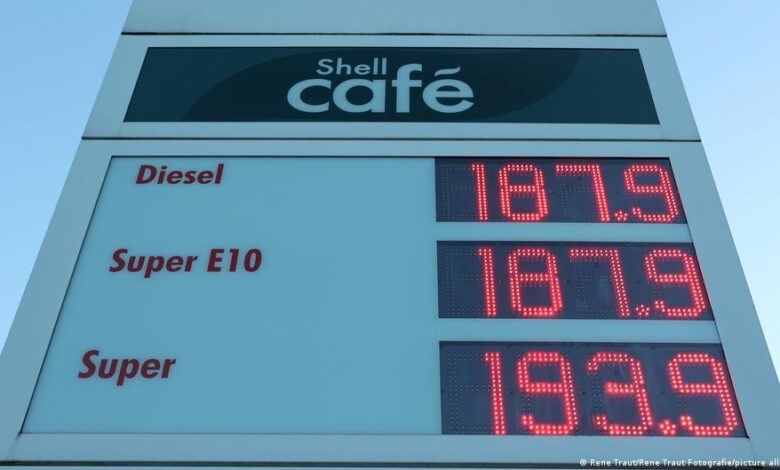 Shell
café
Diesel 187.9
Super E10 187.9
Super 193.9
© Rene Traut/Rene Traut Fotografie/picture-all